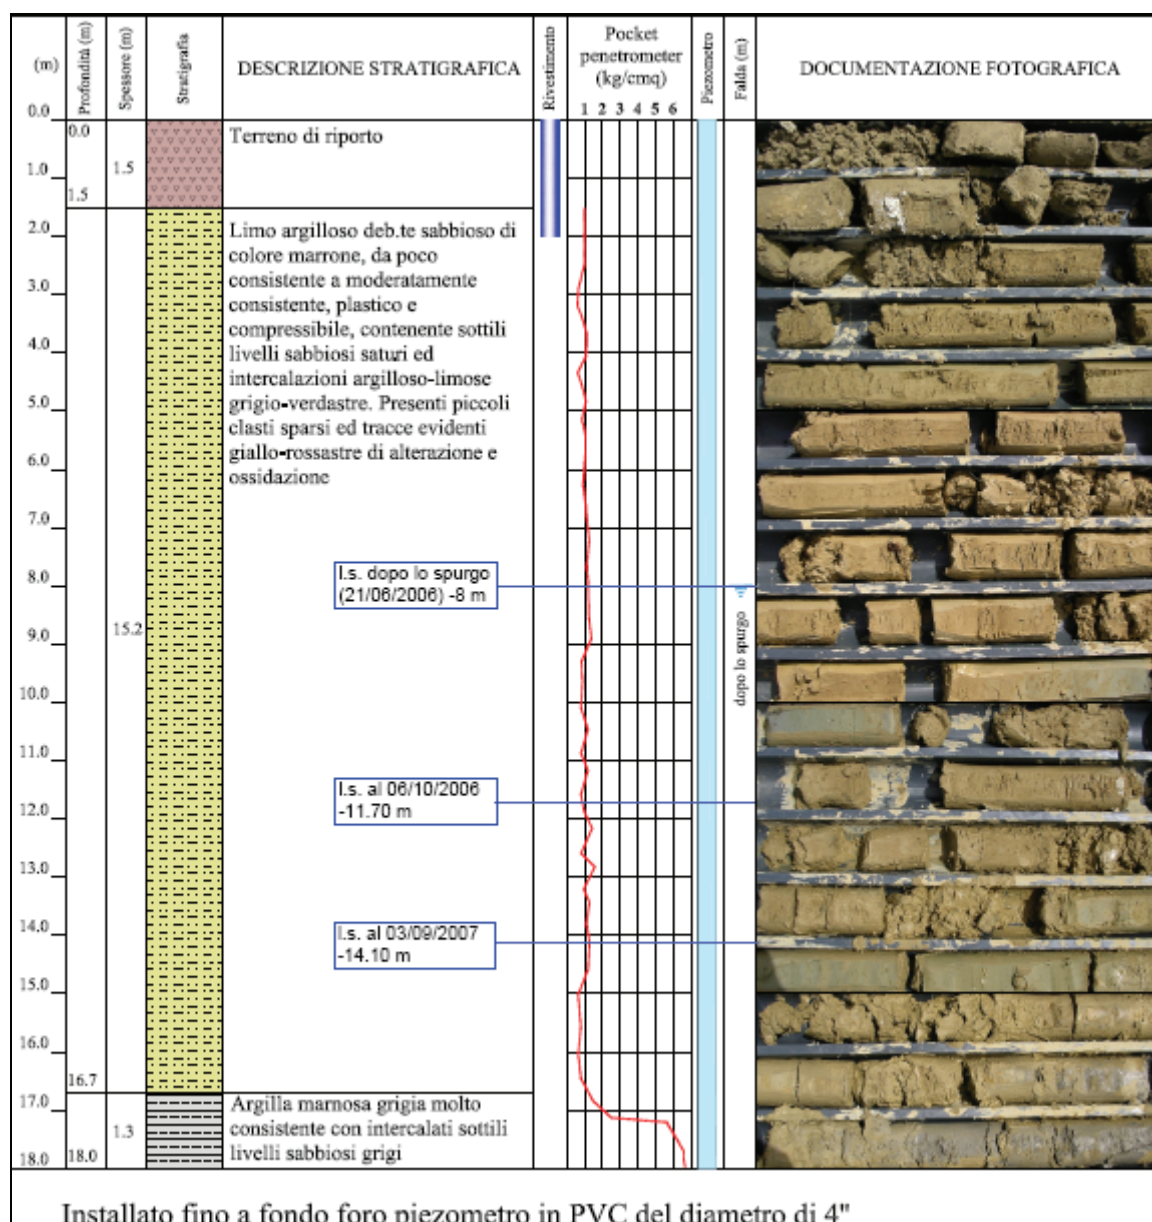 (m)
Profondità (m)
Spessore (m)
Stratigrafia
DESCRIZIONE STRATIGRAFICA
Rivestimento
Pocket
penetrometer
(kg/cmq)
1 2 3 4 5 6
Piezometro
Falda (m)
DOCUMENTAZIONE FOTOGRAFICA
0.0
0.0
Terreno di riporto
1.0
1.5
1.5
2.0
Limo argilloso deb.te sabbioso di
colore marrone, da poco
consistente a moderatamente
3.0
consistente, plastico e
compressibile, contenente sottili
4.0
livelli sabbiosi saturi ed
intercalazioni argilloso-limose
5.0
grigio-verdastre. Presenti piccoli
clasti sparsi ed tracce evidenti
6.0
giallo-rossastre di alterazione e
ossidazione
7.0
8.0
l.s. dopo lo spurgo
(21/06/2006) -8 m
dopo lo spurgo
9.0
15.2
10.0
11.0
l.s. al 06/10/2006
-11.70 m
12.0
13.0
14.0
l.s. al 03/09/2007
-14.10 m
15.0
16.0
16.7
17.0
Argilla marnosa grigia molto
1.3
consistente con intercalati sottili
18.0
18.0
livelli sabbiosi grigi
Installato fino a fondo foro piezometro in PVC del diametro di 4"